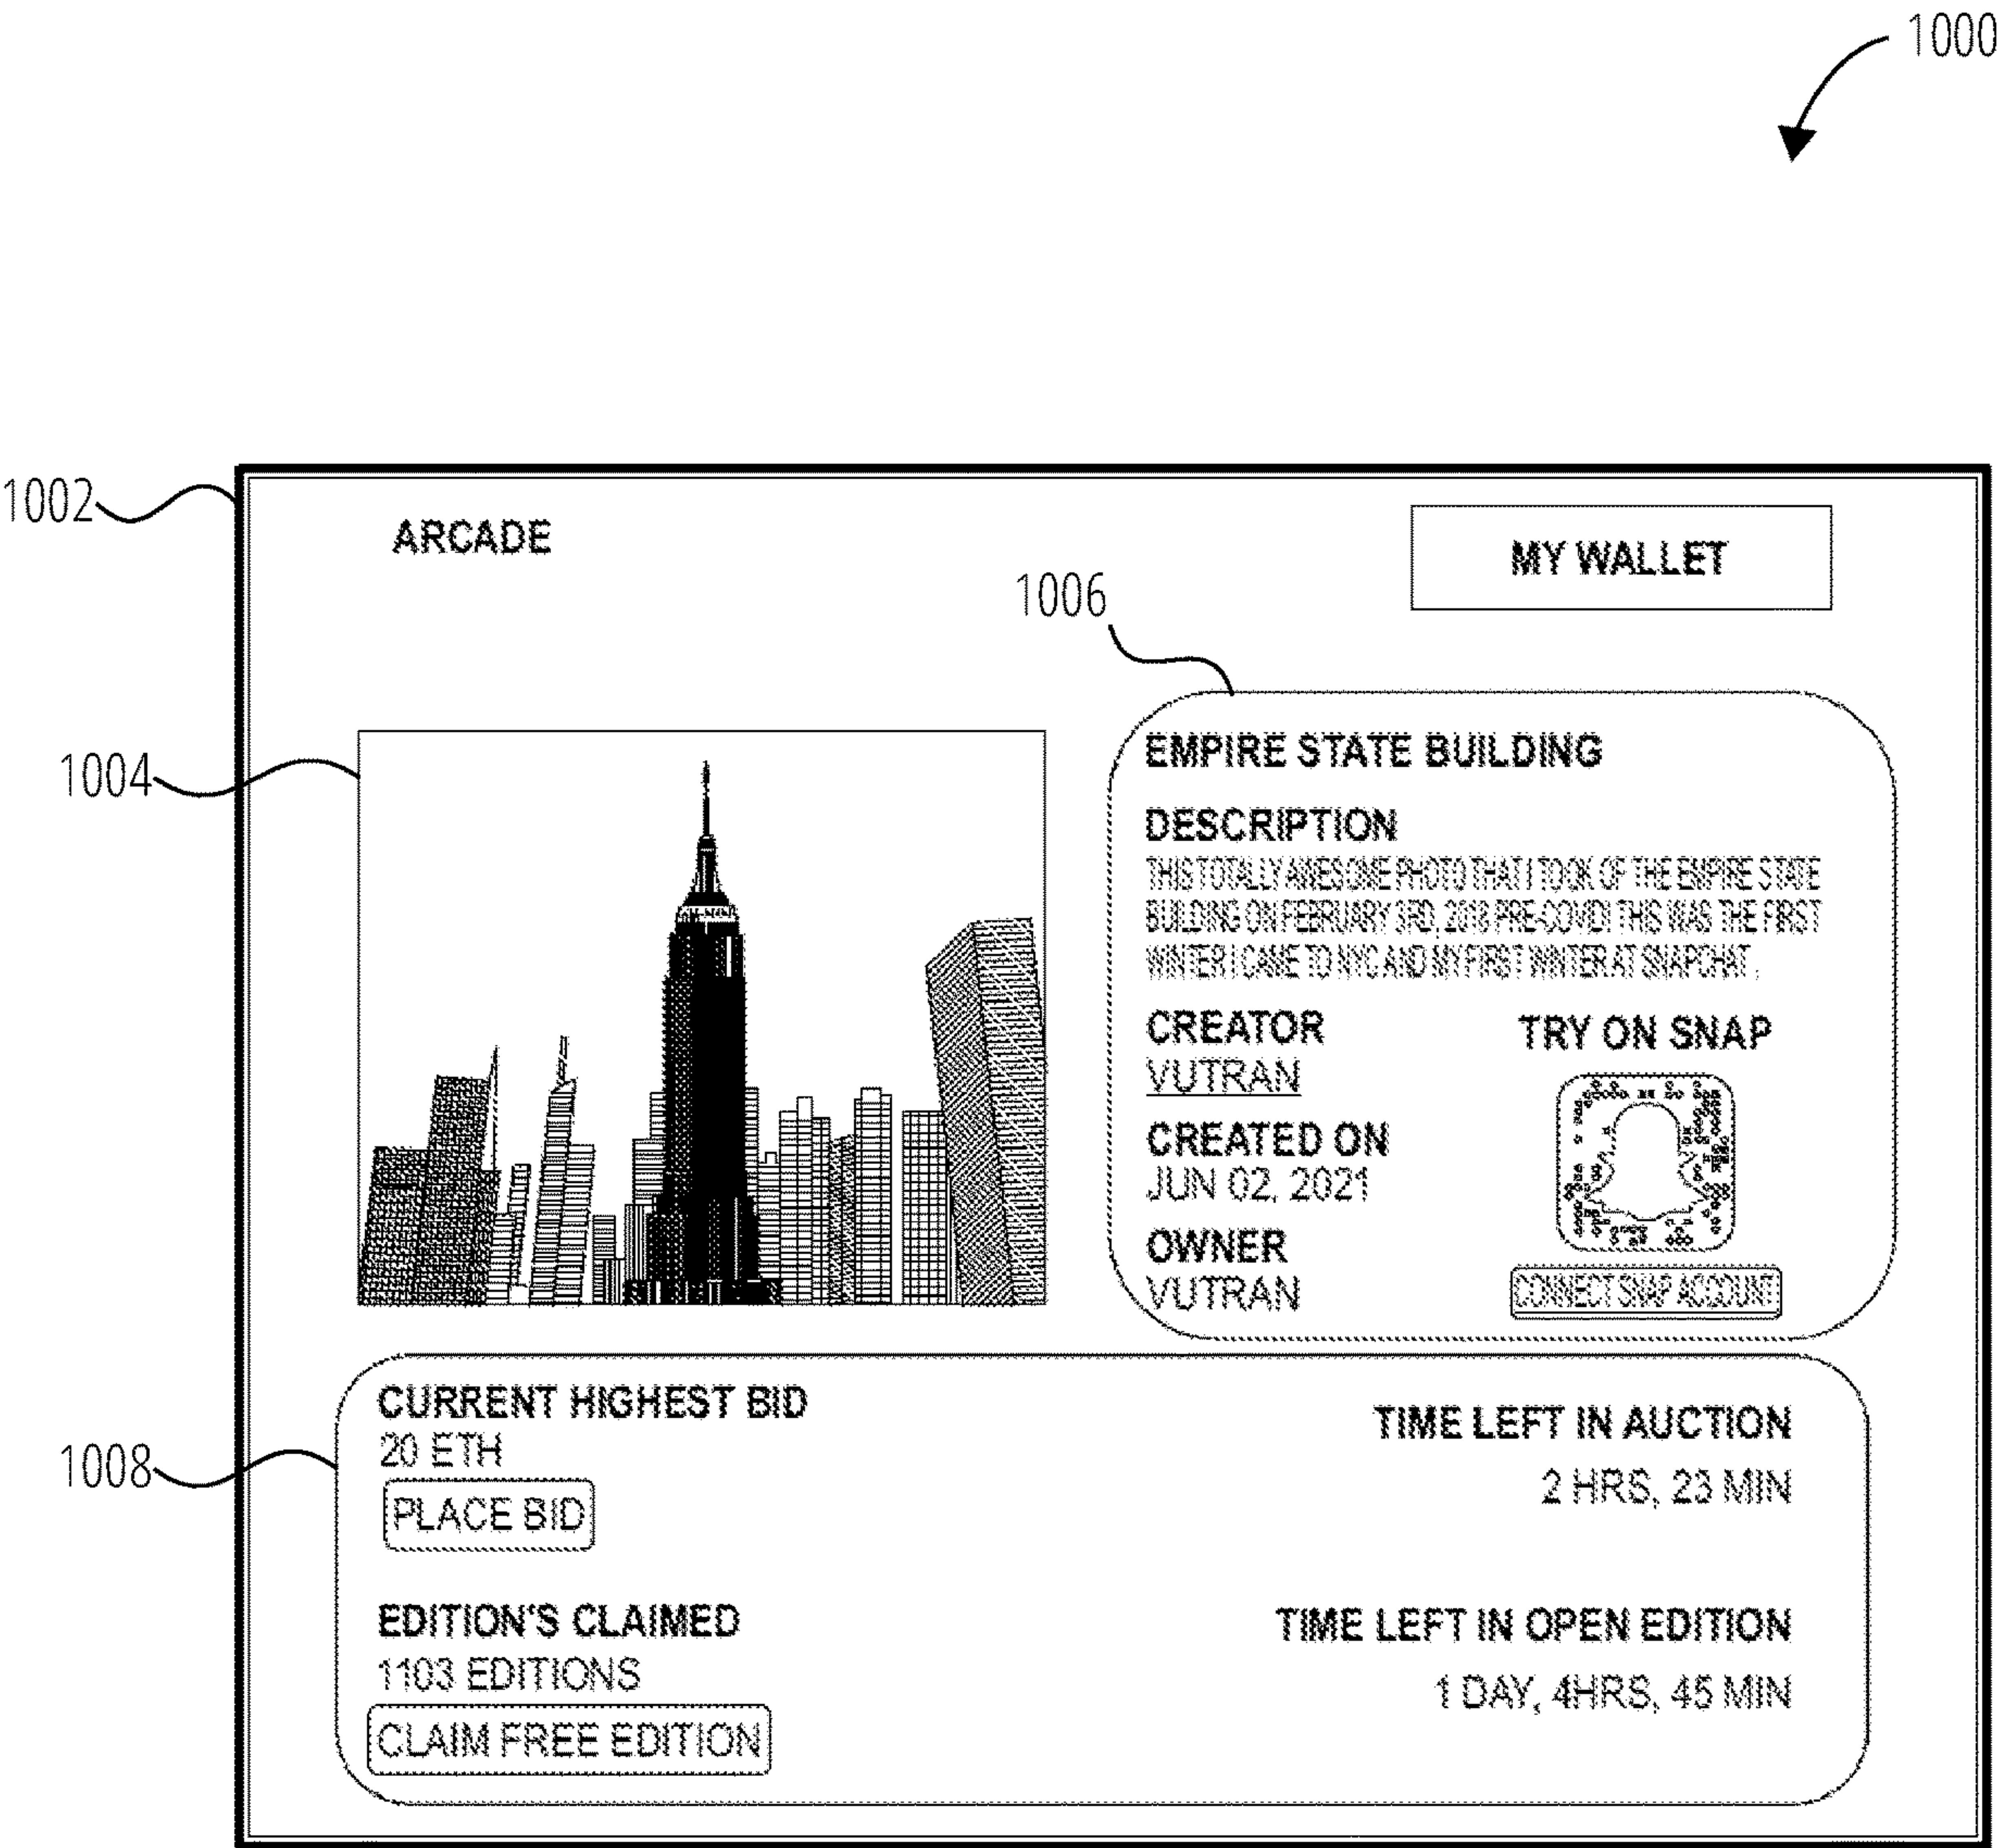 1000
1002
ARCADE
MY WALLET
1006
1004
EMPIRE STATE BUILDING
DESCRIPTION
THIS TOTALLY AWESOME PHOTO THAT I TOOK OF THE EMPIRE STATE
BUILDING ON FEBRUARY 3RD, 2018 PRE-COVID! THIS WAS THE FIRST
WINTER I CAME TO NYC AND MY FIRST WINTER AT SNAPCHAT.
CREATOR
VUTRAN
CREATED ON
JUN 02, 2021
OWNER
VUTRAN
TRY ON SNAP
CONNECT SNAP ACCOUNT
1008
CURRENT HIGHEST BID
20 ETH
PLACE BID
TIME LEFT IN AUCTION
2 HRS, 23 MIN
EDITION'S CLAIMED
1103 EDITIONS
CLAIM FREE EDITION
TIME LEFT IN OPEN EDITION
1 DAY, 4HRS, 45 MIN